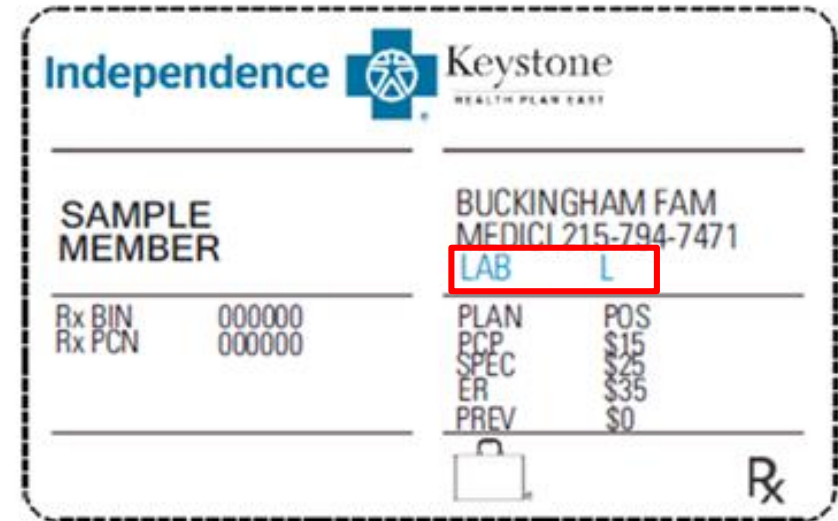 Independence
Keystone
HEALTH PLAN EAST
SAMPLE
MEMBER
BUCKINGHAM FAM
MEDICI 215-794-7471
LAB L
Rx BIN 000000
Rx PCN 000000
PLAN POS
PCP $15
SPEC $25
ER $35
PREV $0
Rx